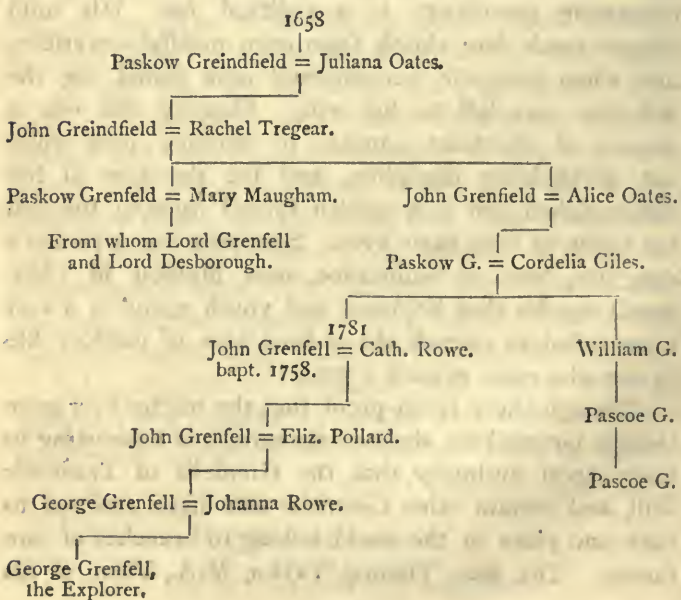 1658
Paskow Greindfield = Juliana Oates.
John Greindfield = Rachel Tregear.
Paskow Grenfeld = Mary Maugham. John Grenfield = Alice Oates.
From whom Lord Grenfell
and Lord Desborough.
Paskow G. = Cordelia Giles.
1781
John Grenfell = Cath. Rowe. William G.
bapt. 1758.
Pascoe G.
John Grenfell = Eliz. Pollard.
Pascoe G.
George Grenfell = Johanna Rowe.
George Grenfell,
the Explorer,